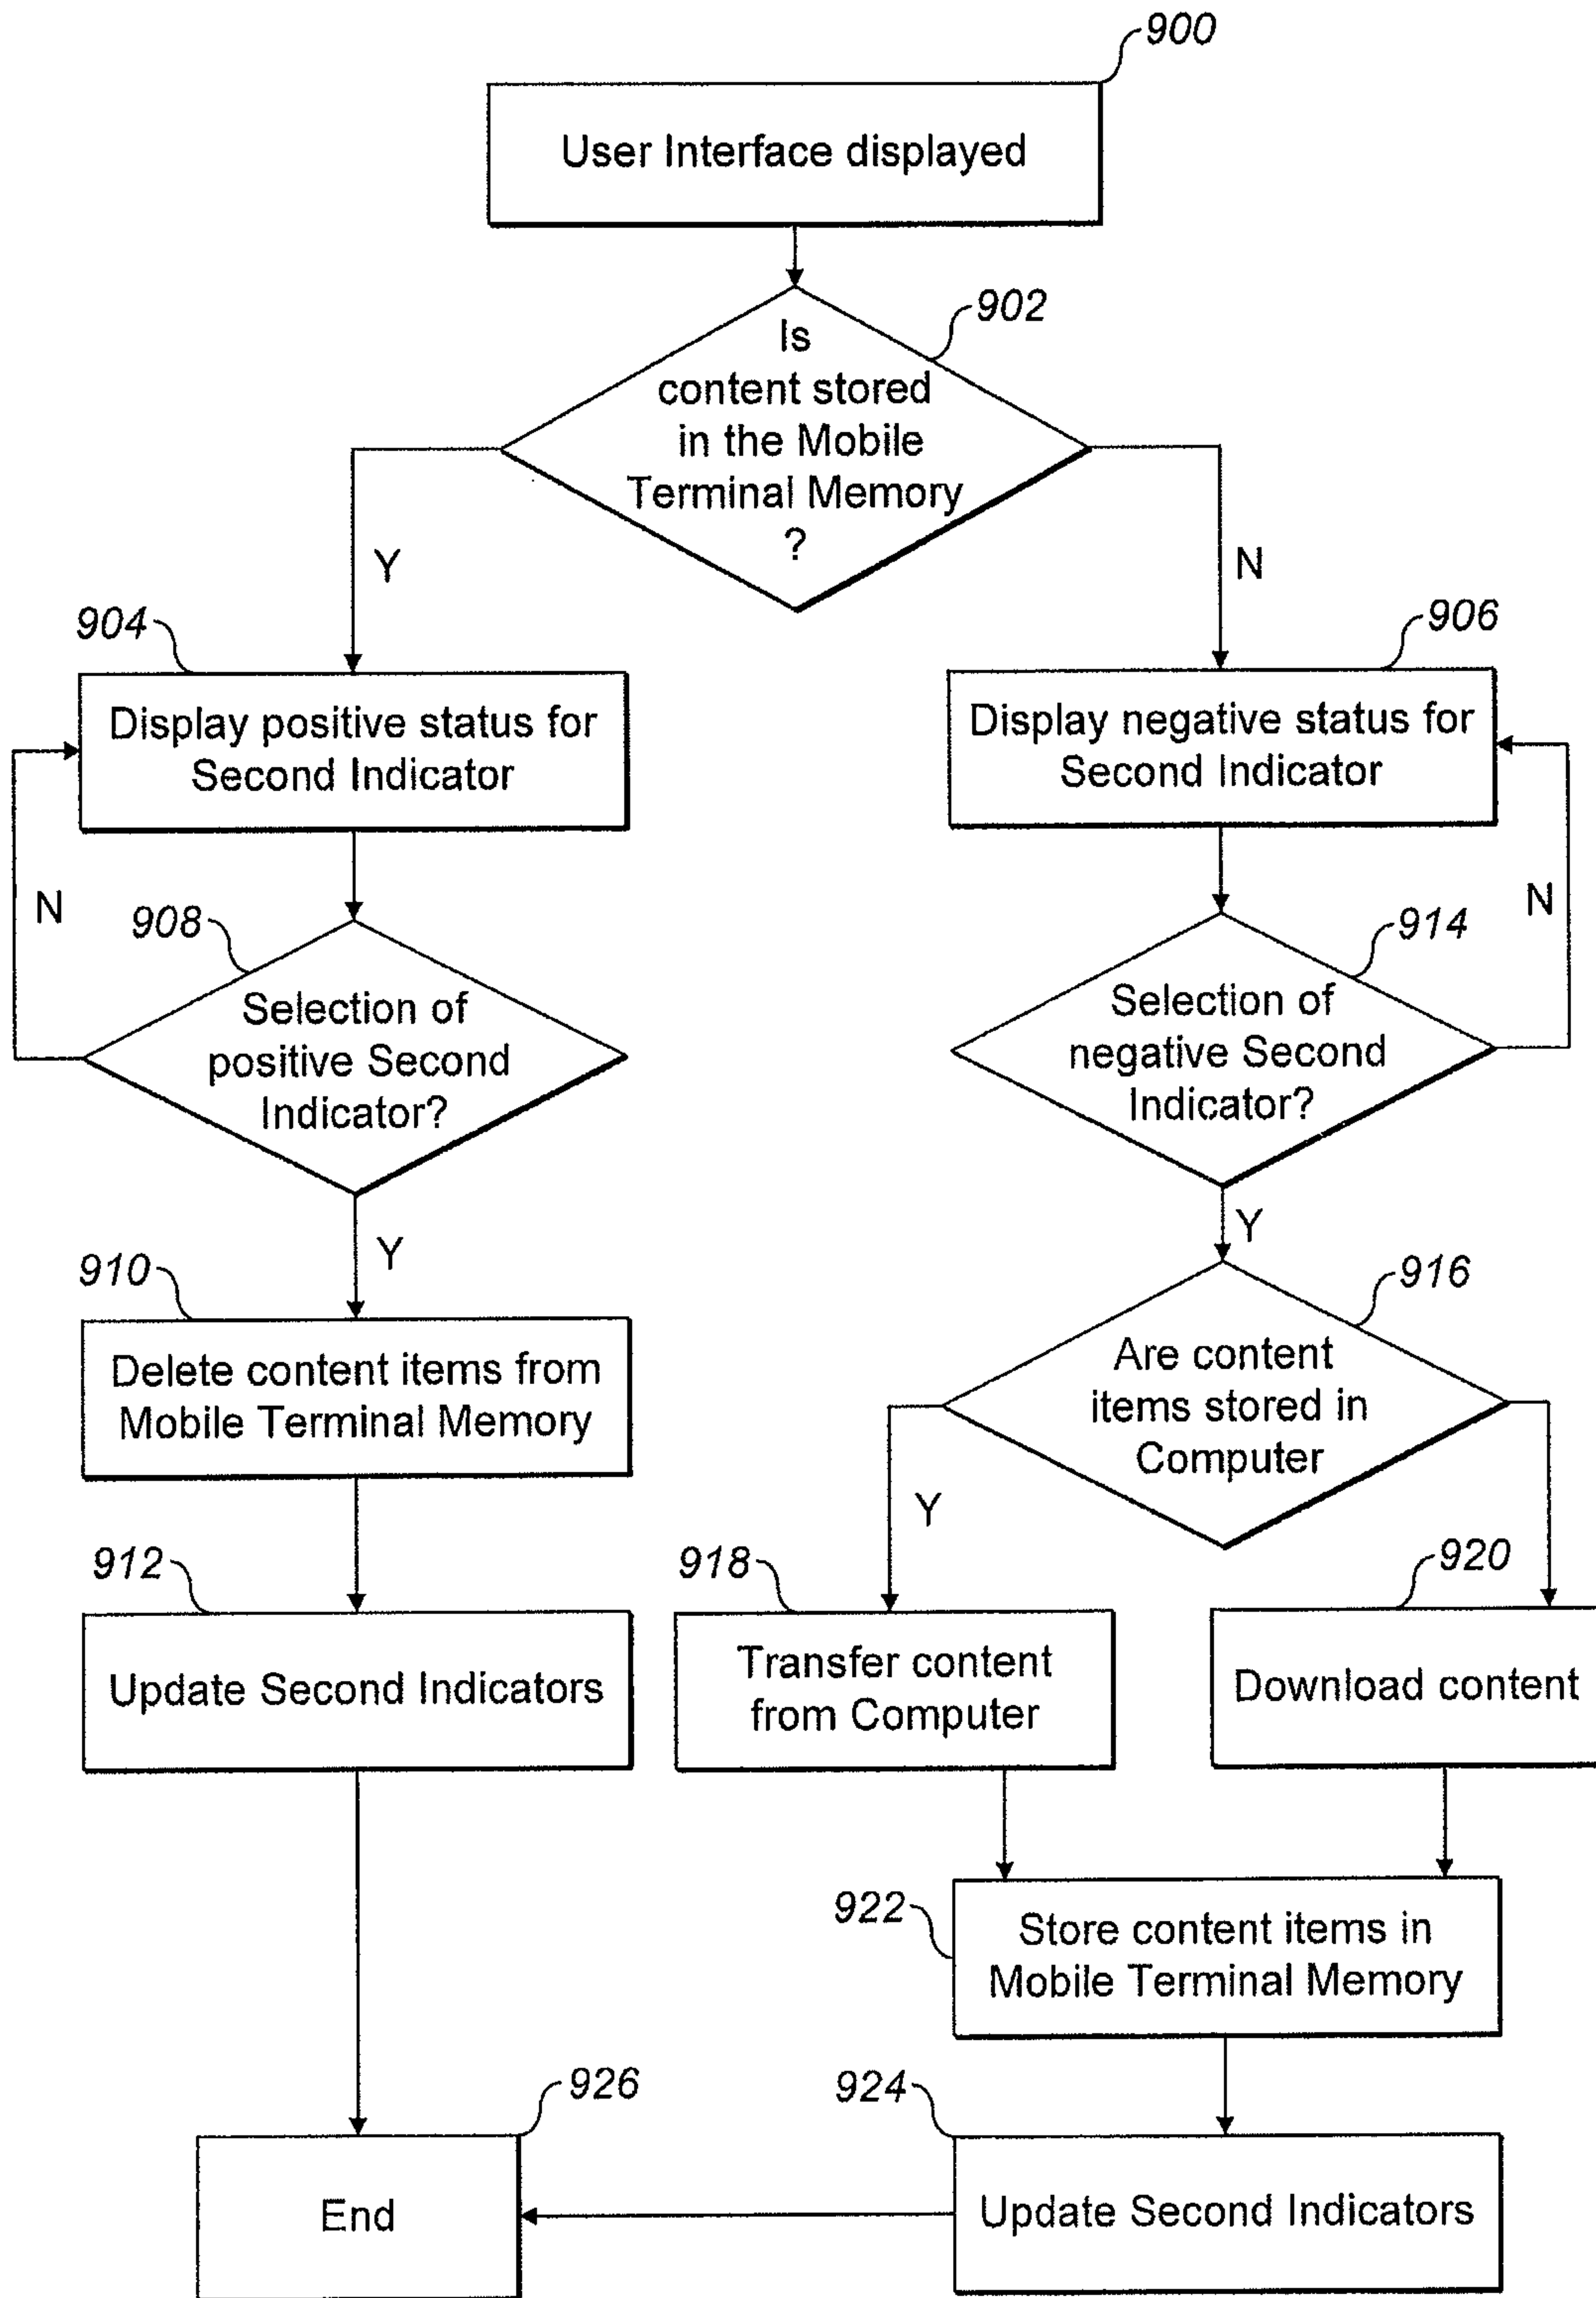 900
User Interface displayed
902
Is
content stored
in the Mobile
Terminal Memory
?
Y
N
904
906
Display positive status for
Second Indicator
Display negative status for
Second Indicator
N
N
908
914
Selection of
positive Second
Indicator?
Selection of
negative Second
Indicator?
Y
Y
910
916
Delete content items from
Mobile Terminal Memory
Are content
items stored in
Computer
Y
912
918
920
Update Second Indicators
Transfer content
from Computer
Download content
922
Store content items in
Mobile Terminal Memory
926
924
End
Update Second Indicators